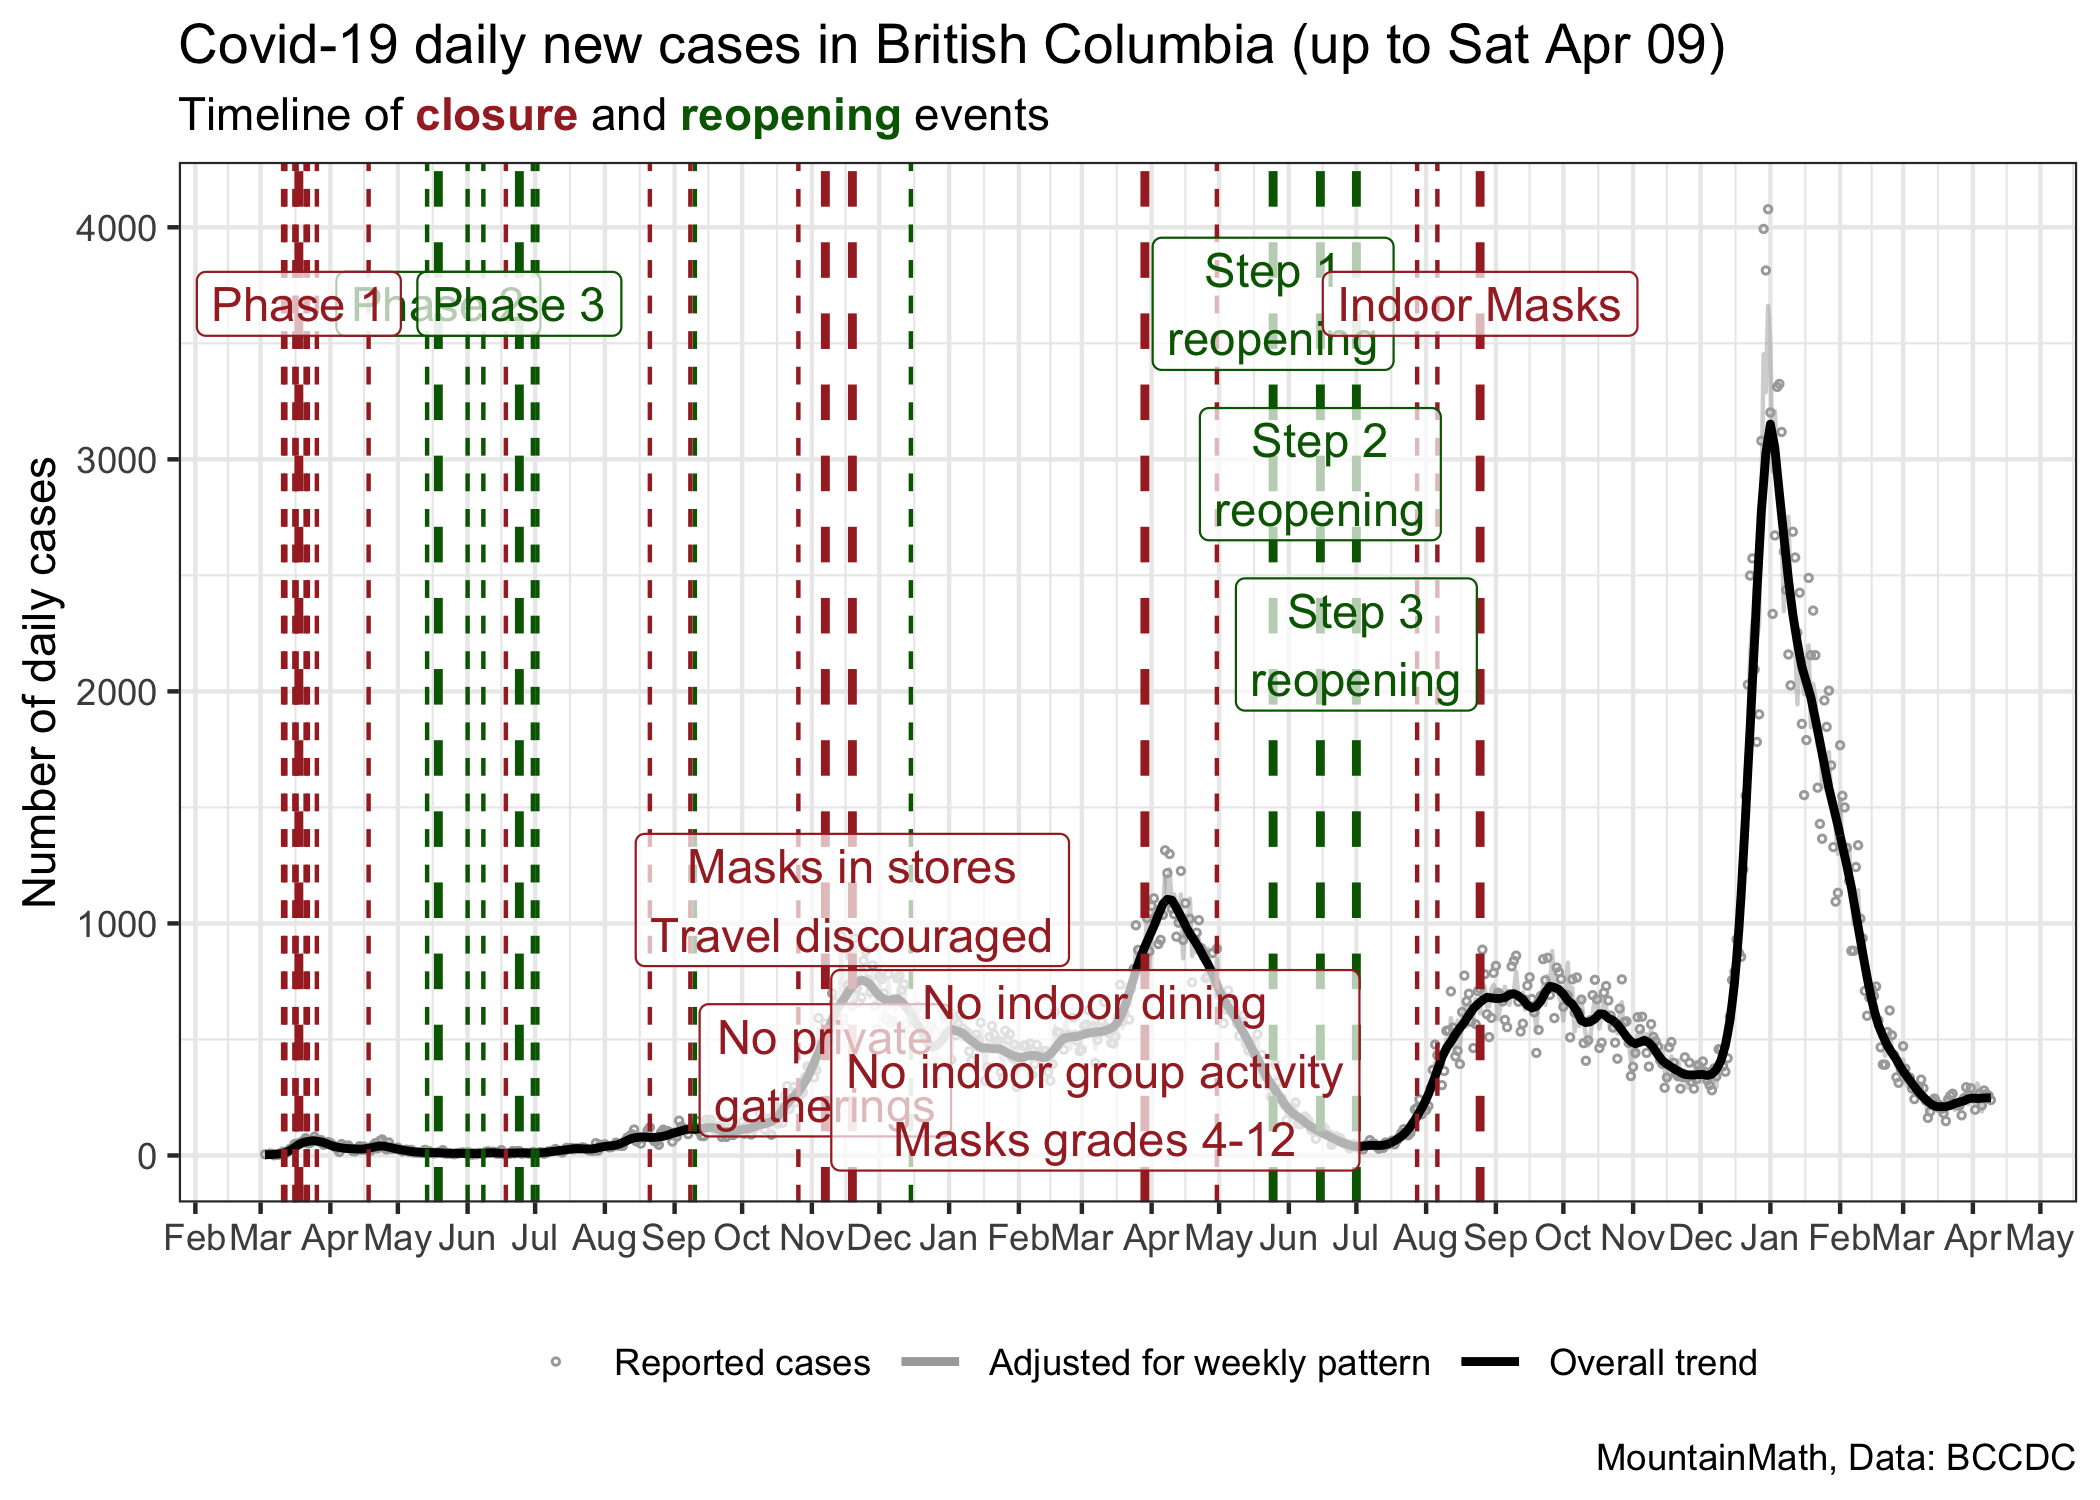 Covid-19 daily new cases in British Columbia (up to Sat Apr 09)
Timeline of closure and reopening events
Number of daily cases
4000
3000
2000
1000
0
Phase 1
Phase 2
Phase 3
Step 1
reopening
Indoor Masks
Step 2
reopening
Step 3
reopening
Masks in stores
Travel discouraged
No private
gatherings
No indoor dining
No indoor group activity
Masks grades 4-12
Feb Mar Apr May Jun Jul Aug Sep Oct Nov Dec Jan Feb Mar Apr May Jun Jul Aug Sep Oct Nov Dec Jan Feb Mar Apr May
Reported cases Adjusted for weekly pattern Overall trend
MountainMath, Data: BCCDC